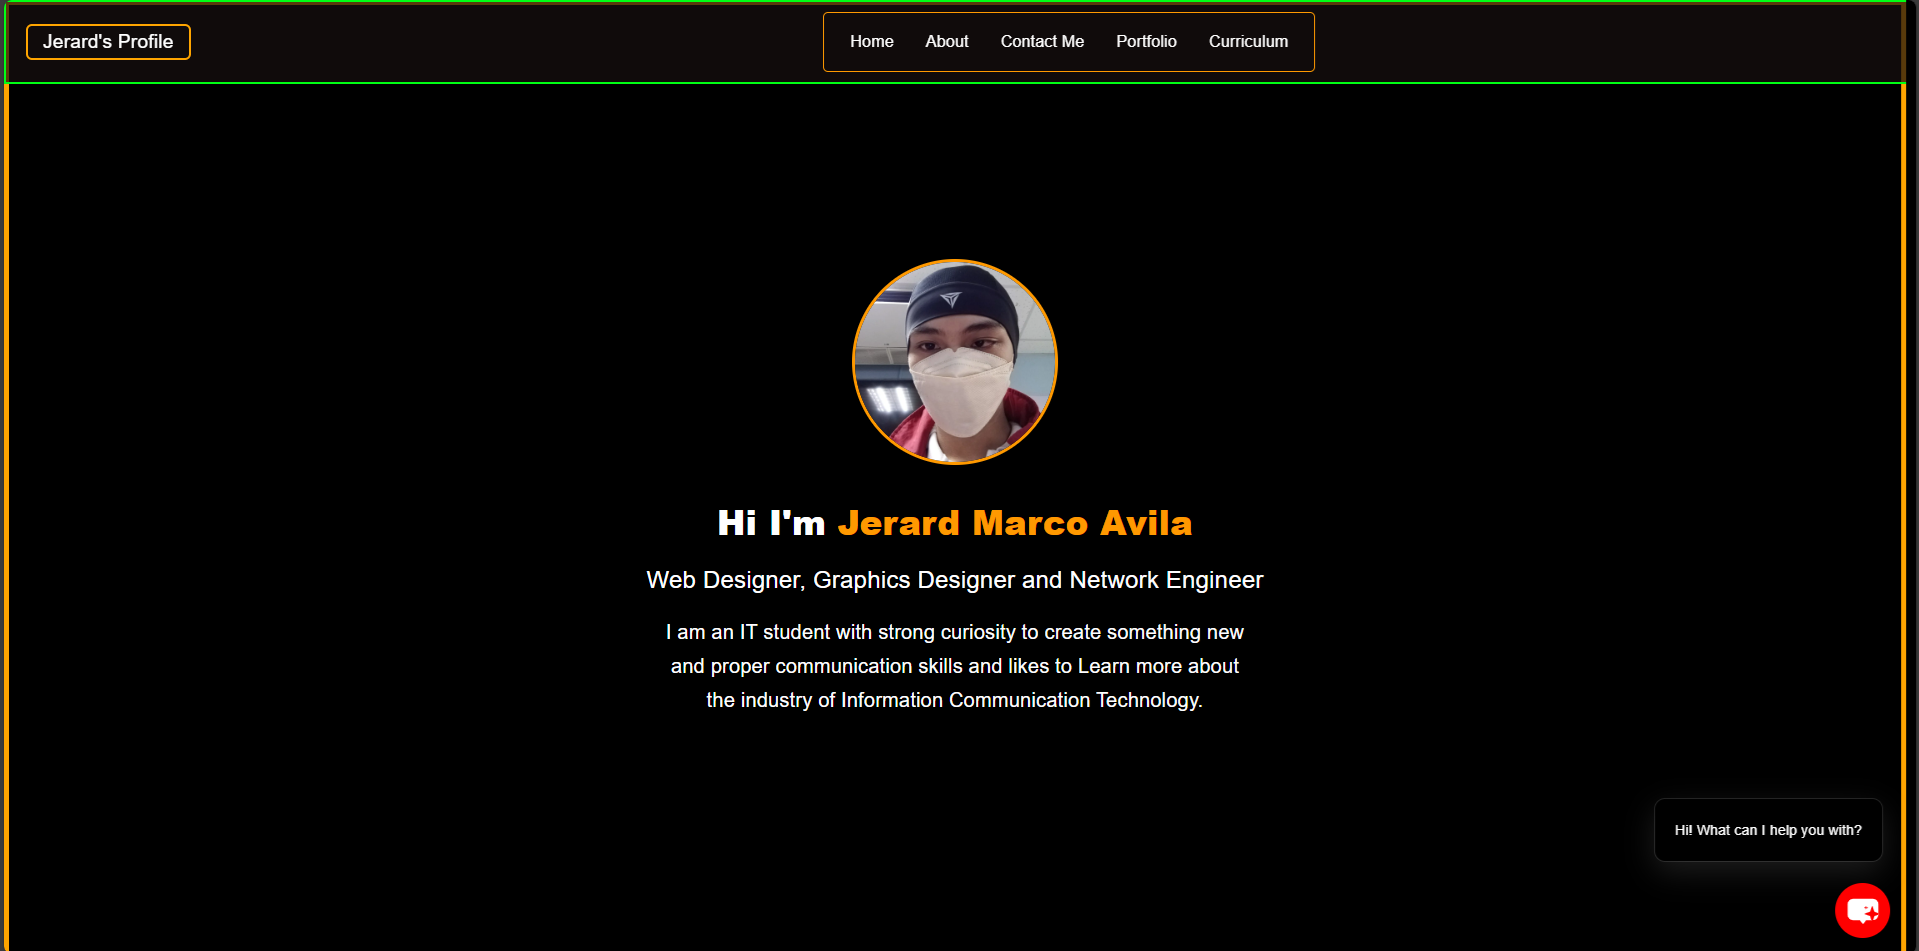 Jerard's Profile
Home About Contact Me Portfolio Curriculum
Hi I'm Jerard Marco Avila
Web Designer, Graphics Designer and Network Engineer
I am an IT student with strong curiosity to create something new
and proper communication skills and likes to Learn more about
the industry of Information Communication Technology.
Hi! What can I help you with?